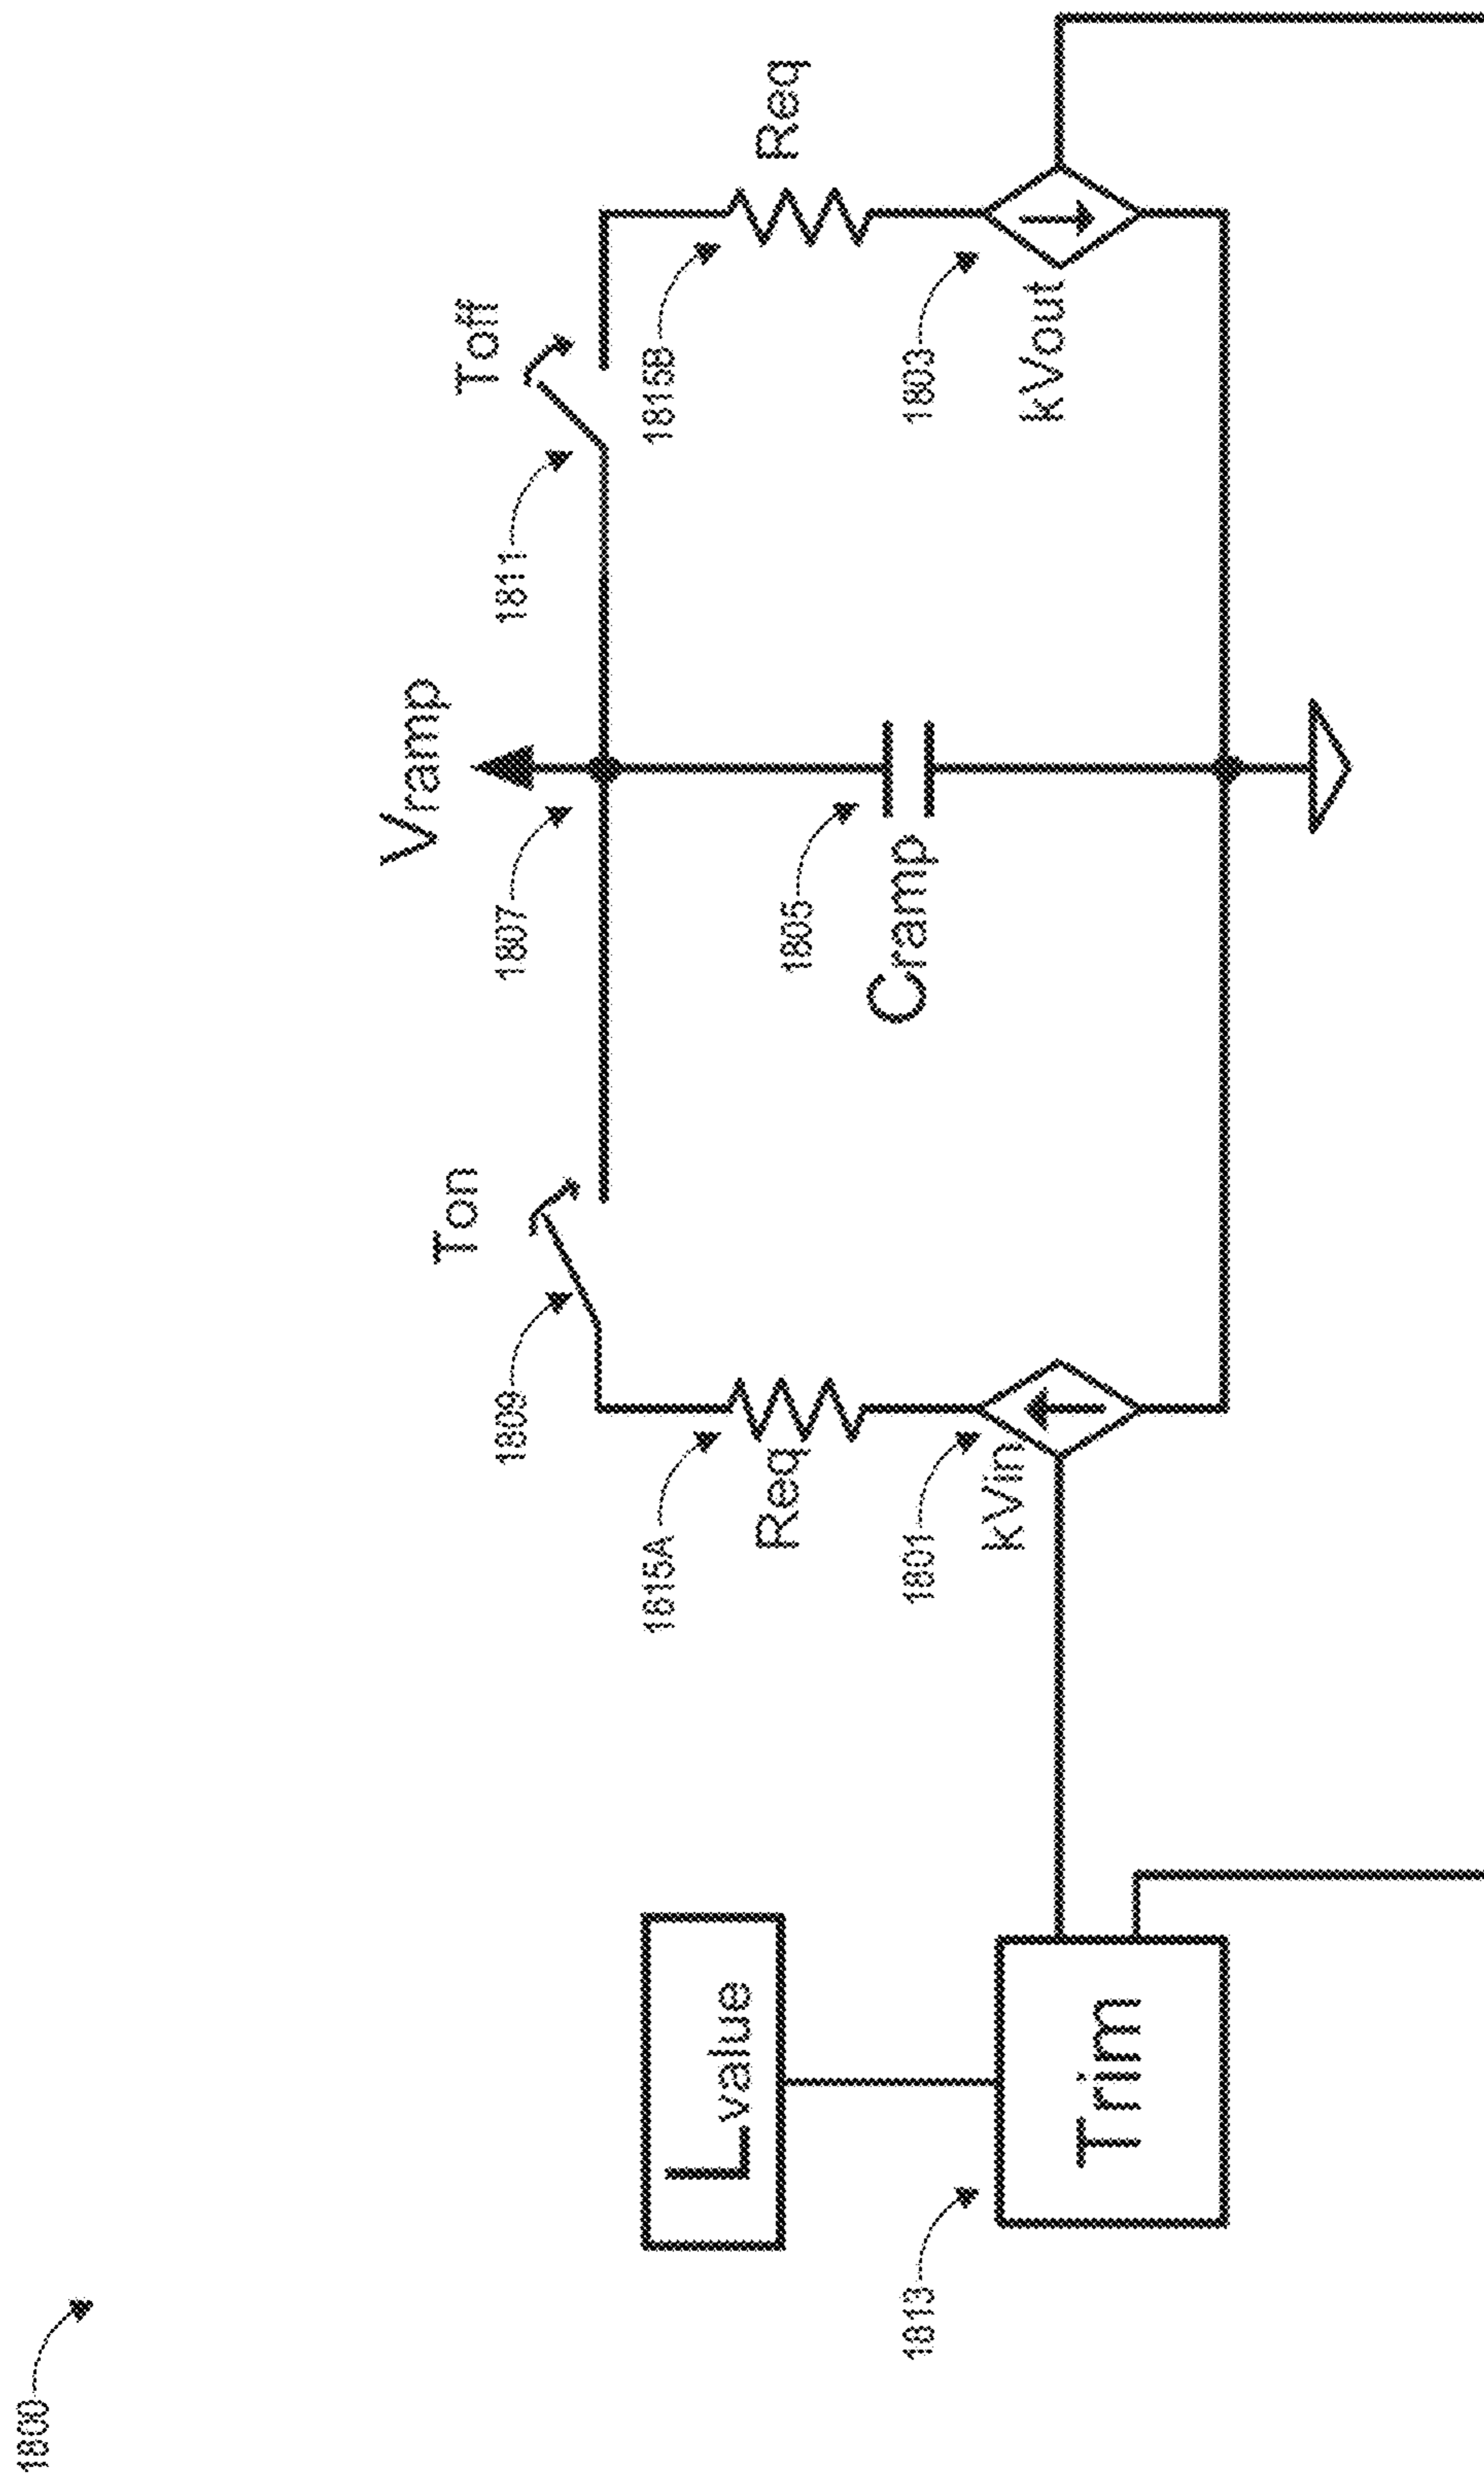 1800
Vramp
Ton
Toff
1809
1807
1811
1815A
Req
1815B
Req
Lvalue
1805
Cramp
1813
Trim
1801
kVin
1803
kVout